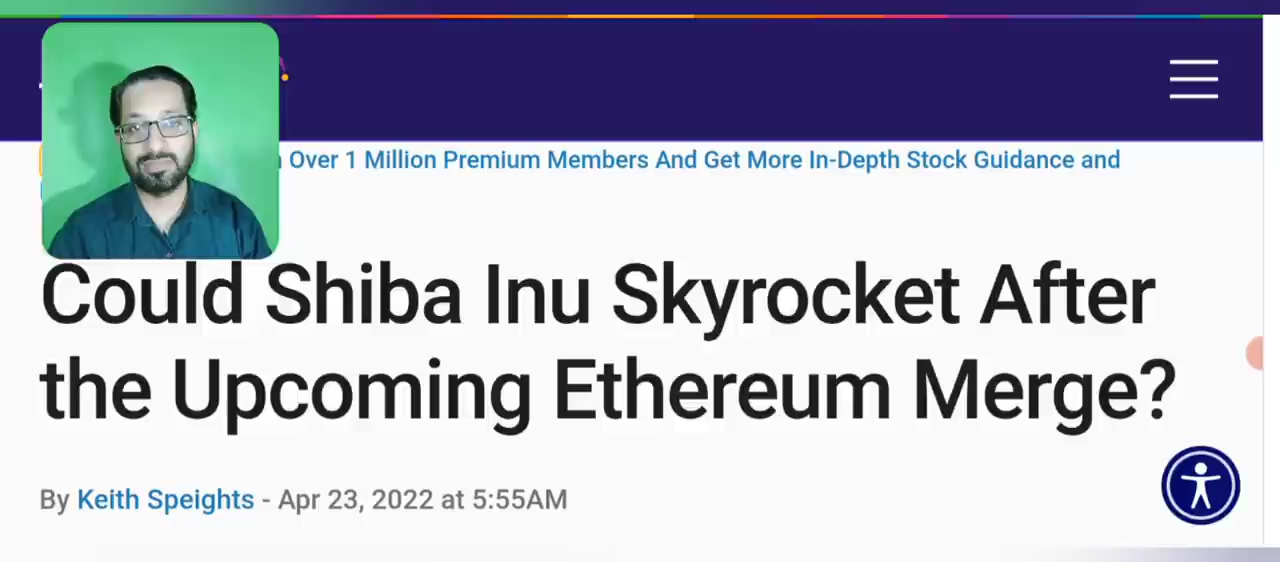 Over 1 Million Premium Members And Get More In-Depth Stock Guidance and
Could Shiba Inu Skyrocket After
the Upcoming Ethereum Merge?
By Keith Speights - Apr 23, 2022 at 5:55AM